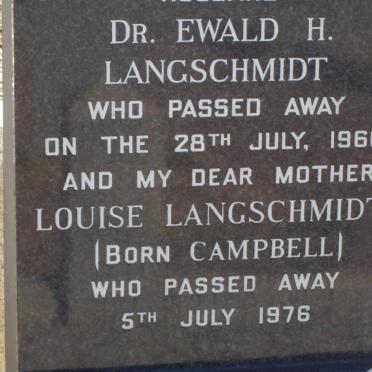 Dr. EWALD H.
LANGSCHMIDT
WHO PASSED AWAY
ON THE 28TH JULY, 196
AND MY DEAR MOTHER
LOUISE LANGSCHMIDT
(Born CAMPBELL)
WHO PASSED AWAY
5TH JULY 1976